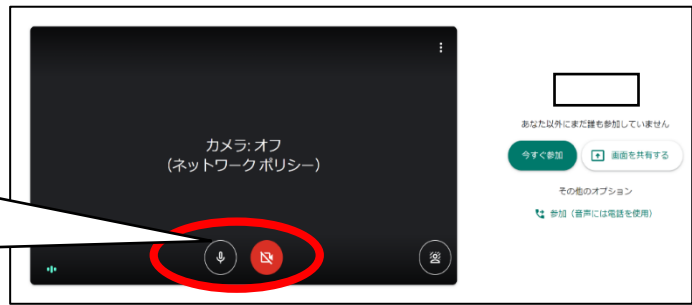 カメラ: オフ
(ネットワーク ポリシー)
あなた以外にまだ誰も参加していません
今すぐ参加
画面を共有する
その他のオプション
参加（音声には電話を使用）